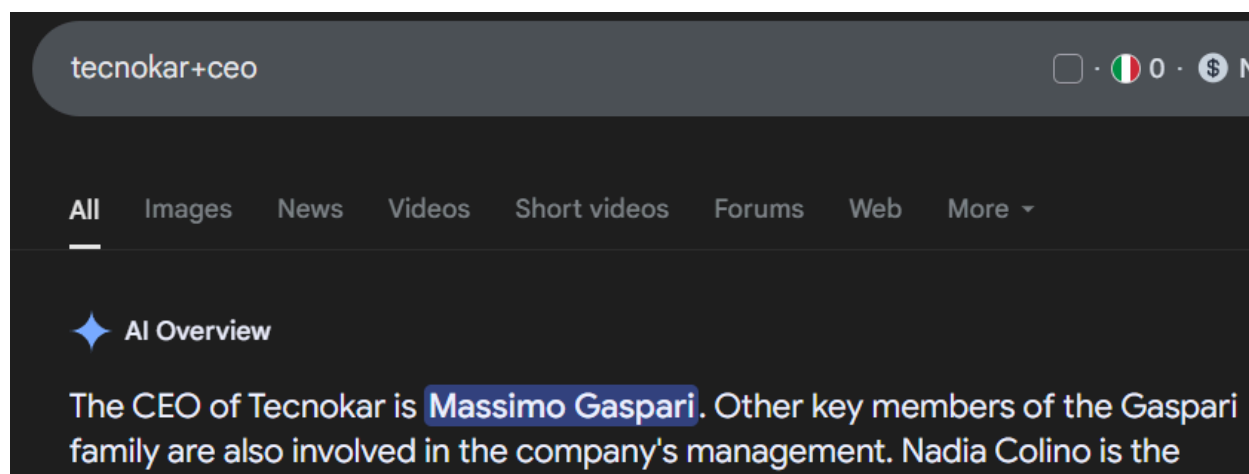 tecnokar+ceo
0 · $ N
All Images News Videos Short videos Forums Web More
AI Overview
The CEO of Tecnokar is Massimo Gaspari. Other key members of the Gaspari
family are also involved in the company's management. Nadia Colino is the